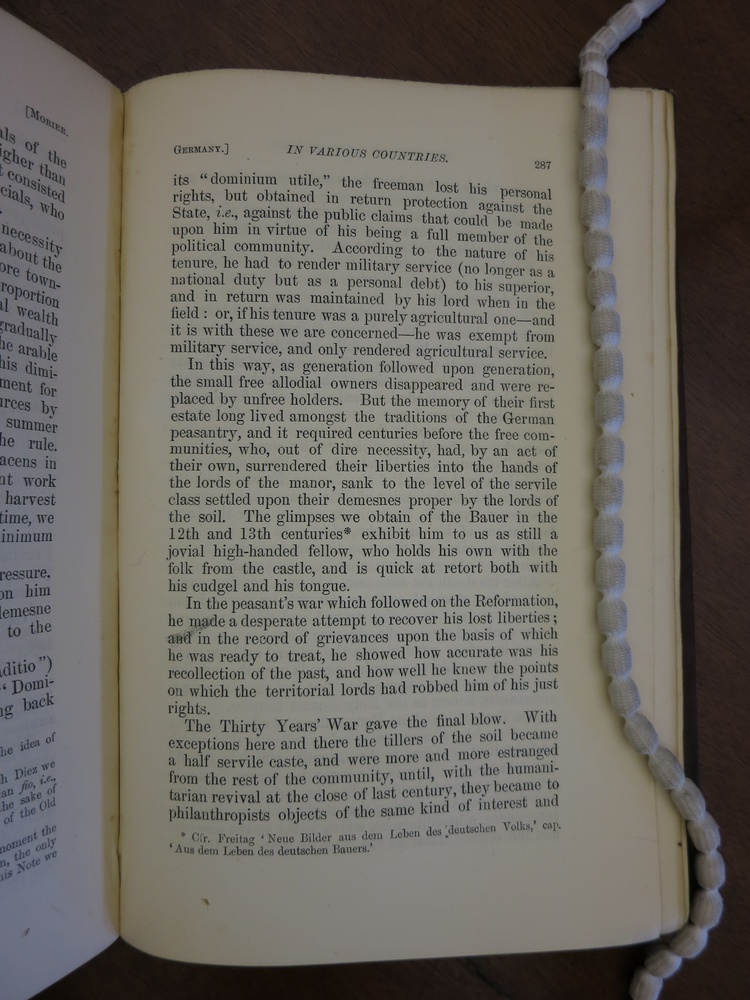 [MORIER.
als of the
igher than
t consisted
cials, who
necessity
about the
ore town-
roportion
al wealth
gradually
he arable
his dimi-
ment for
urces by
summer
he rule.
acens in
nt work
harvest
time, we
inimum
ressure,
on him
lemesne
to the
aditio")
" Domi-
ng back
he idea of
h Diez we
an fio, i.e.,
he sake of
of the Old
noment the
n, the only
his Note we
GERMANY.] IN VARIOUS COUNTRIES. 287
its "dominium utile," the freeman lost his personal
rights, but obtained in return protection against the
State, i.e., against the public claims that could be made
upon him in virtue of his being a full member of the
political community. According to the nature of his
tenure, he had to render military service (no longer as a
national duty but as a personal debt) to his superior,
and in return was maintained by his lord when in the
field : or, if his tenure was a purely agricultural one—and
it is with these we are concerned—he was exempt from
military service, and only rendered agricultural service.
In this way, as generation followed upon generation,
the small free allodial owners disappeared and were re-
placed by unfree holders. But the memory of their first
estate long lived amongst the traditions of the German
peasantry, and it required centuries before the free com-
munities, who, out of dire necessity, had, by an act of
their own, surrendered their liberties into the hands of
the lords of the manor, sank to the level of the servile
class settled upon their demesnes proper by the lords of
the soil. The glimpses we obtain of the Bauer in the
12th and 13th centuries* exhibit him to us as still a
jovial high-handed fellow, who holds his own with the
folk from the castle, and is quick at retort both with
his cudgel and his tongue.
In the peasant's war which followed on the Reformation,
he made a desperate attempt to recover his lost liberties ;
and in the record of grievances upon the basis of which
he was ready to treat, he showed how accurate was his
recollection of the past, and how well he knew the points
on which the territorial lords had robbed him of his just
rights.
The Thirty Years' War gave the final blow. With
exceptions here and there the tillers of the soil became
a half servile caste, and were more and more estranged
from the rest of the community, until, with the humani-
tarian revival at the close of last century, they became to
philanthropists objects of the same kind of interest and
* Cfr. Freitag 'Neue Bilder aus dem Leben des deutschen Volks,' cap.
'Aus dem Leben des deutschen Bauers.'